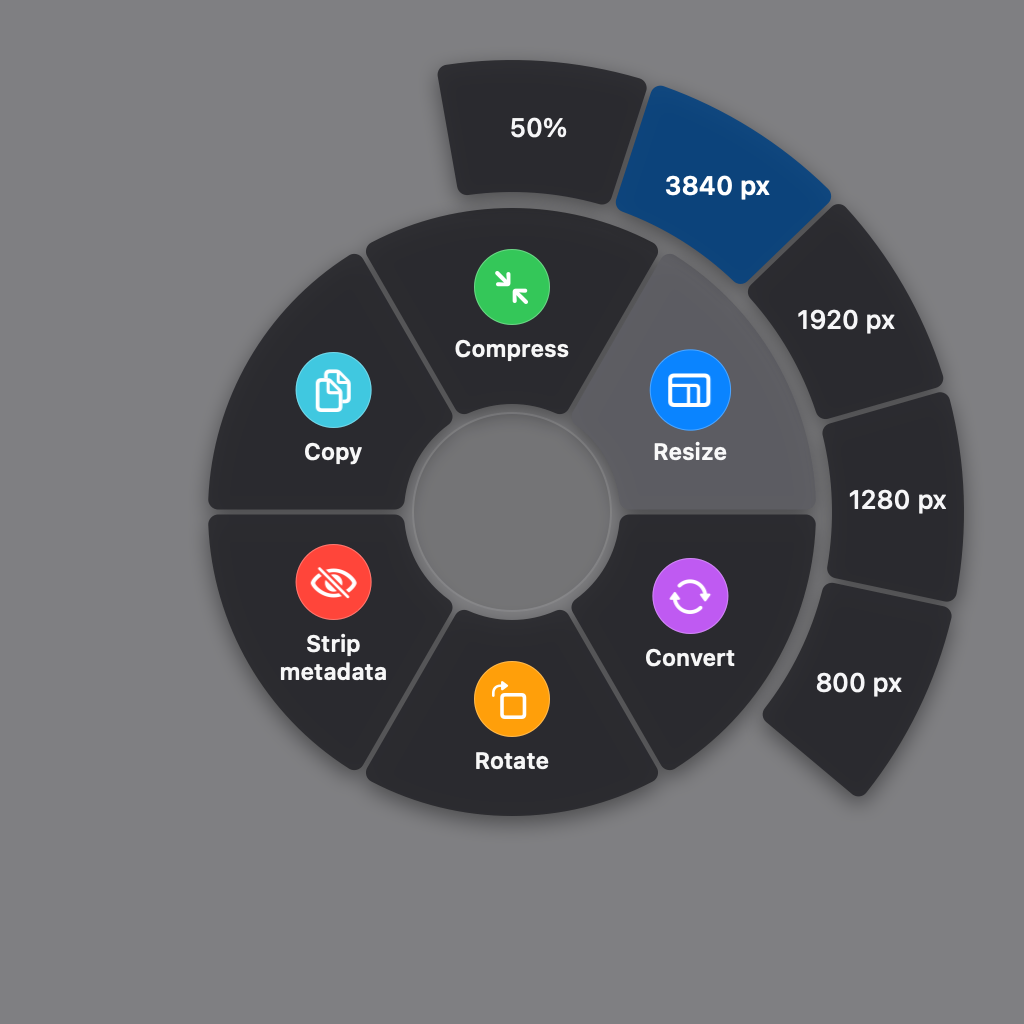 50%
3840 px
1920 px
1280 px
800 px
Compress
Resize
Convert
Rotate
Strip
metadata
Copy